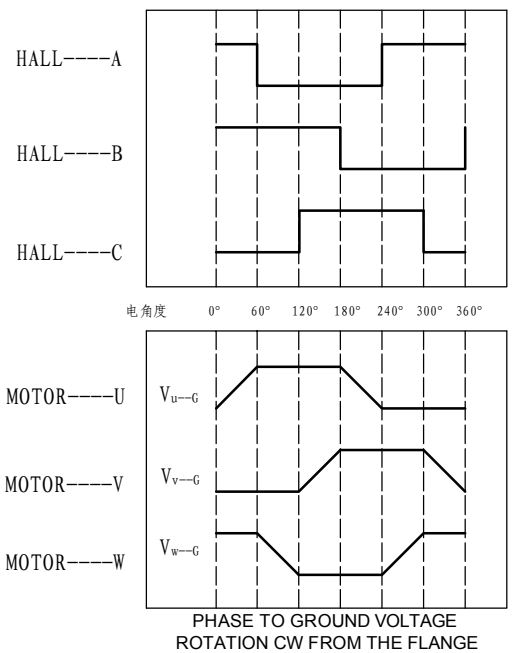 HALL----A
HALL----B
HALL----C
电角度 0° 60° 120° 180° 240° 300° 360°
MOTOR----U Vu--G
MOTOR----V Vv--G
MOTOR----W Vw--G
PHASE TO GROUND VOLTAGE
ROTATION CW FROM THE FLANGE